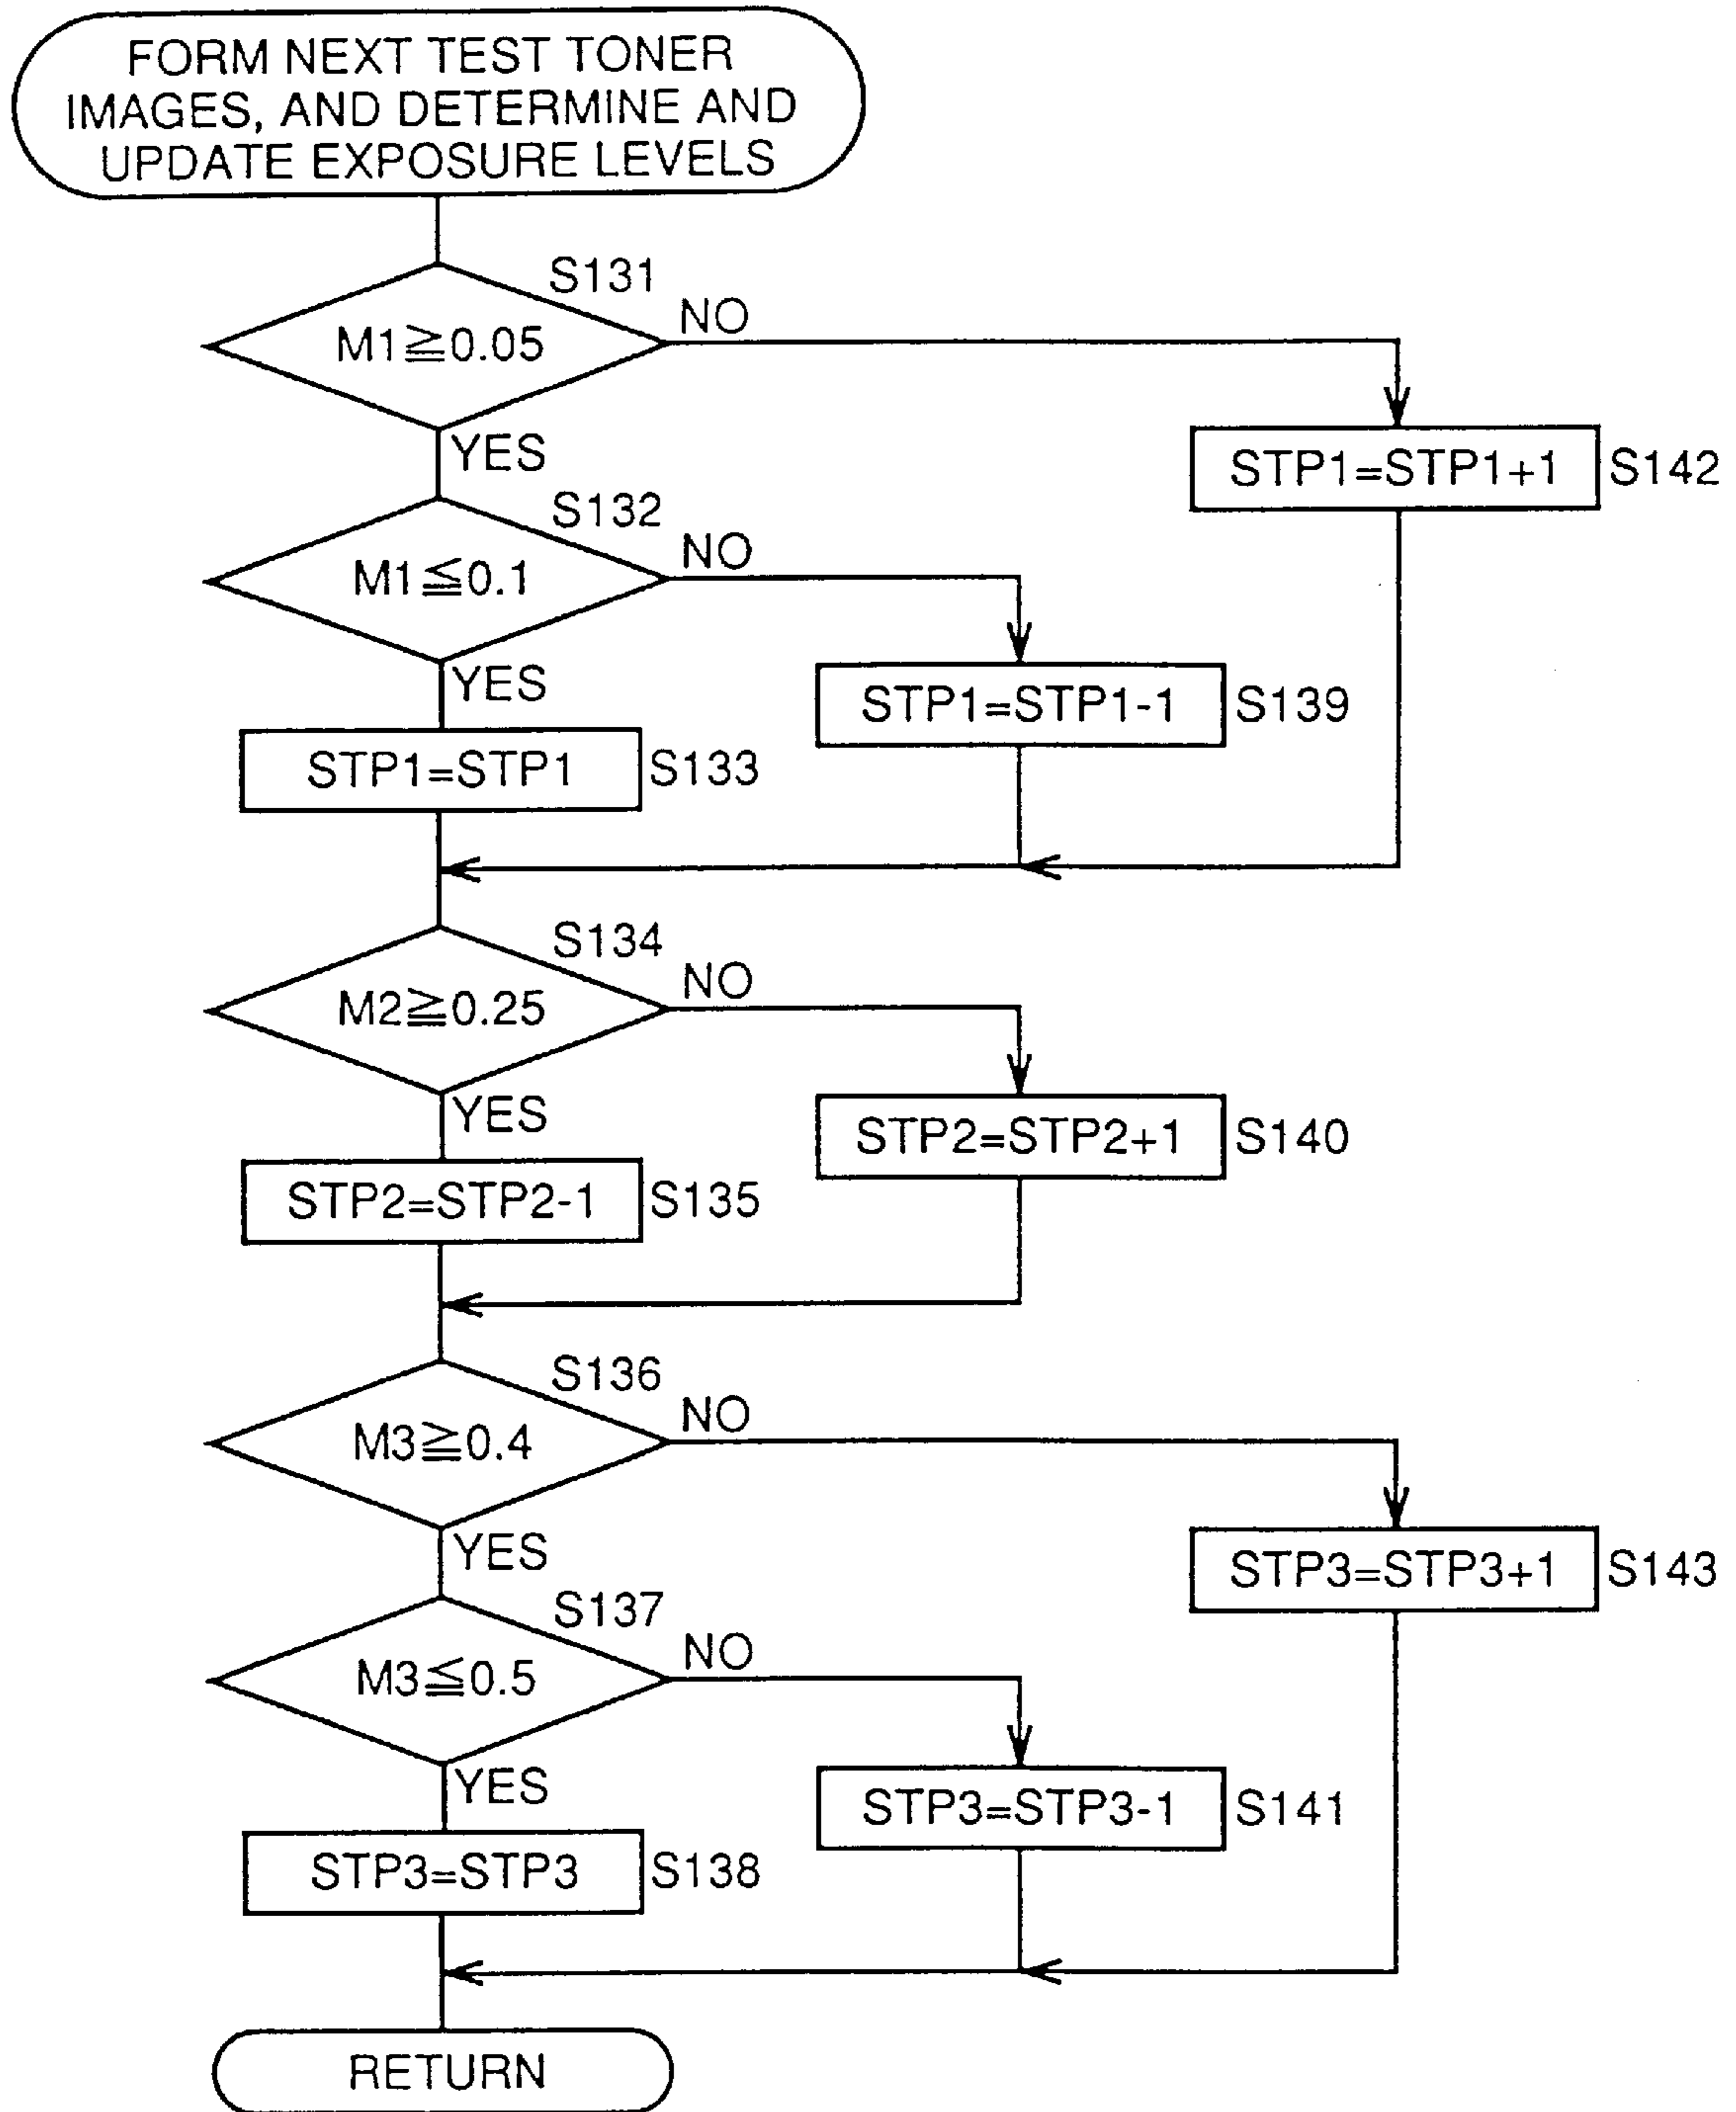 FORM NEXT TEST TONER
IMAGES, AND DETERMINE AND
UPDATE EXPOSURE LEVELS
S131
M1≧0.05
NO
YES
STP1=STP1+1
S142
S132
M1≦0.1
NO
YES
STP1=STP1-1
S139
STP1=STP1
S133
S134
M2≧0.25
NO
YES
STP2=STP2+1
S140
STP2=STP2-1
S135
S136
M3≧0.4
NO
YES
STP3=STP3+1
S143
S137
M3≦0.5
NO
YES
STP3=STP3-1
S141
STP3=STP3
S138
RETURN